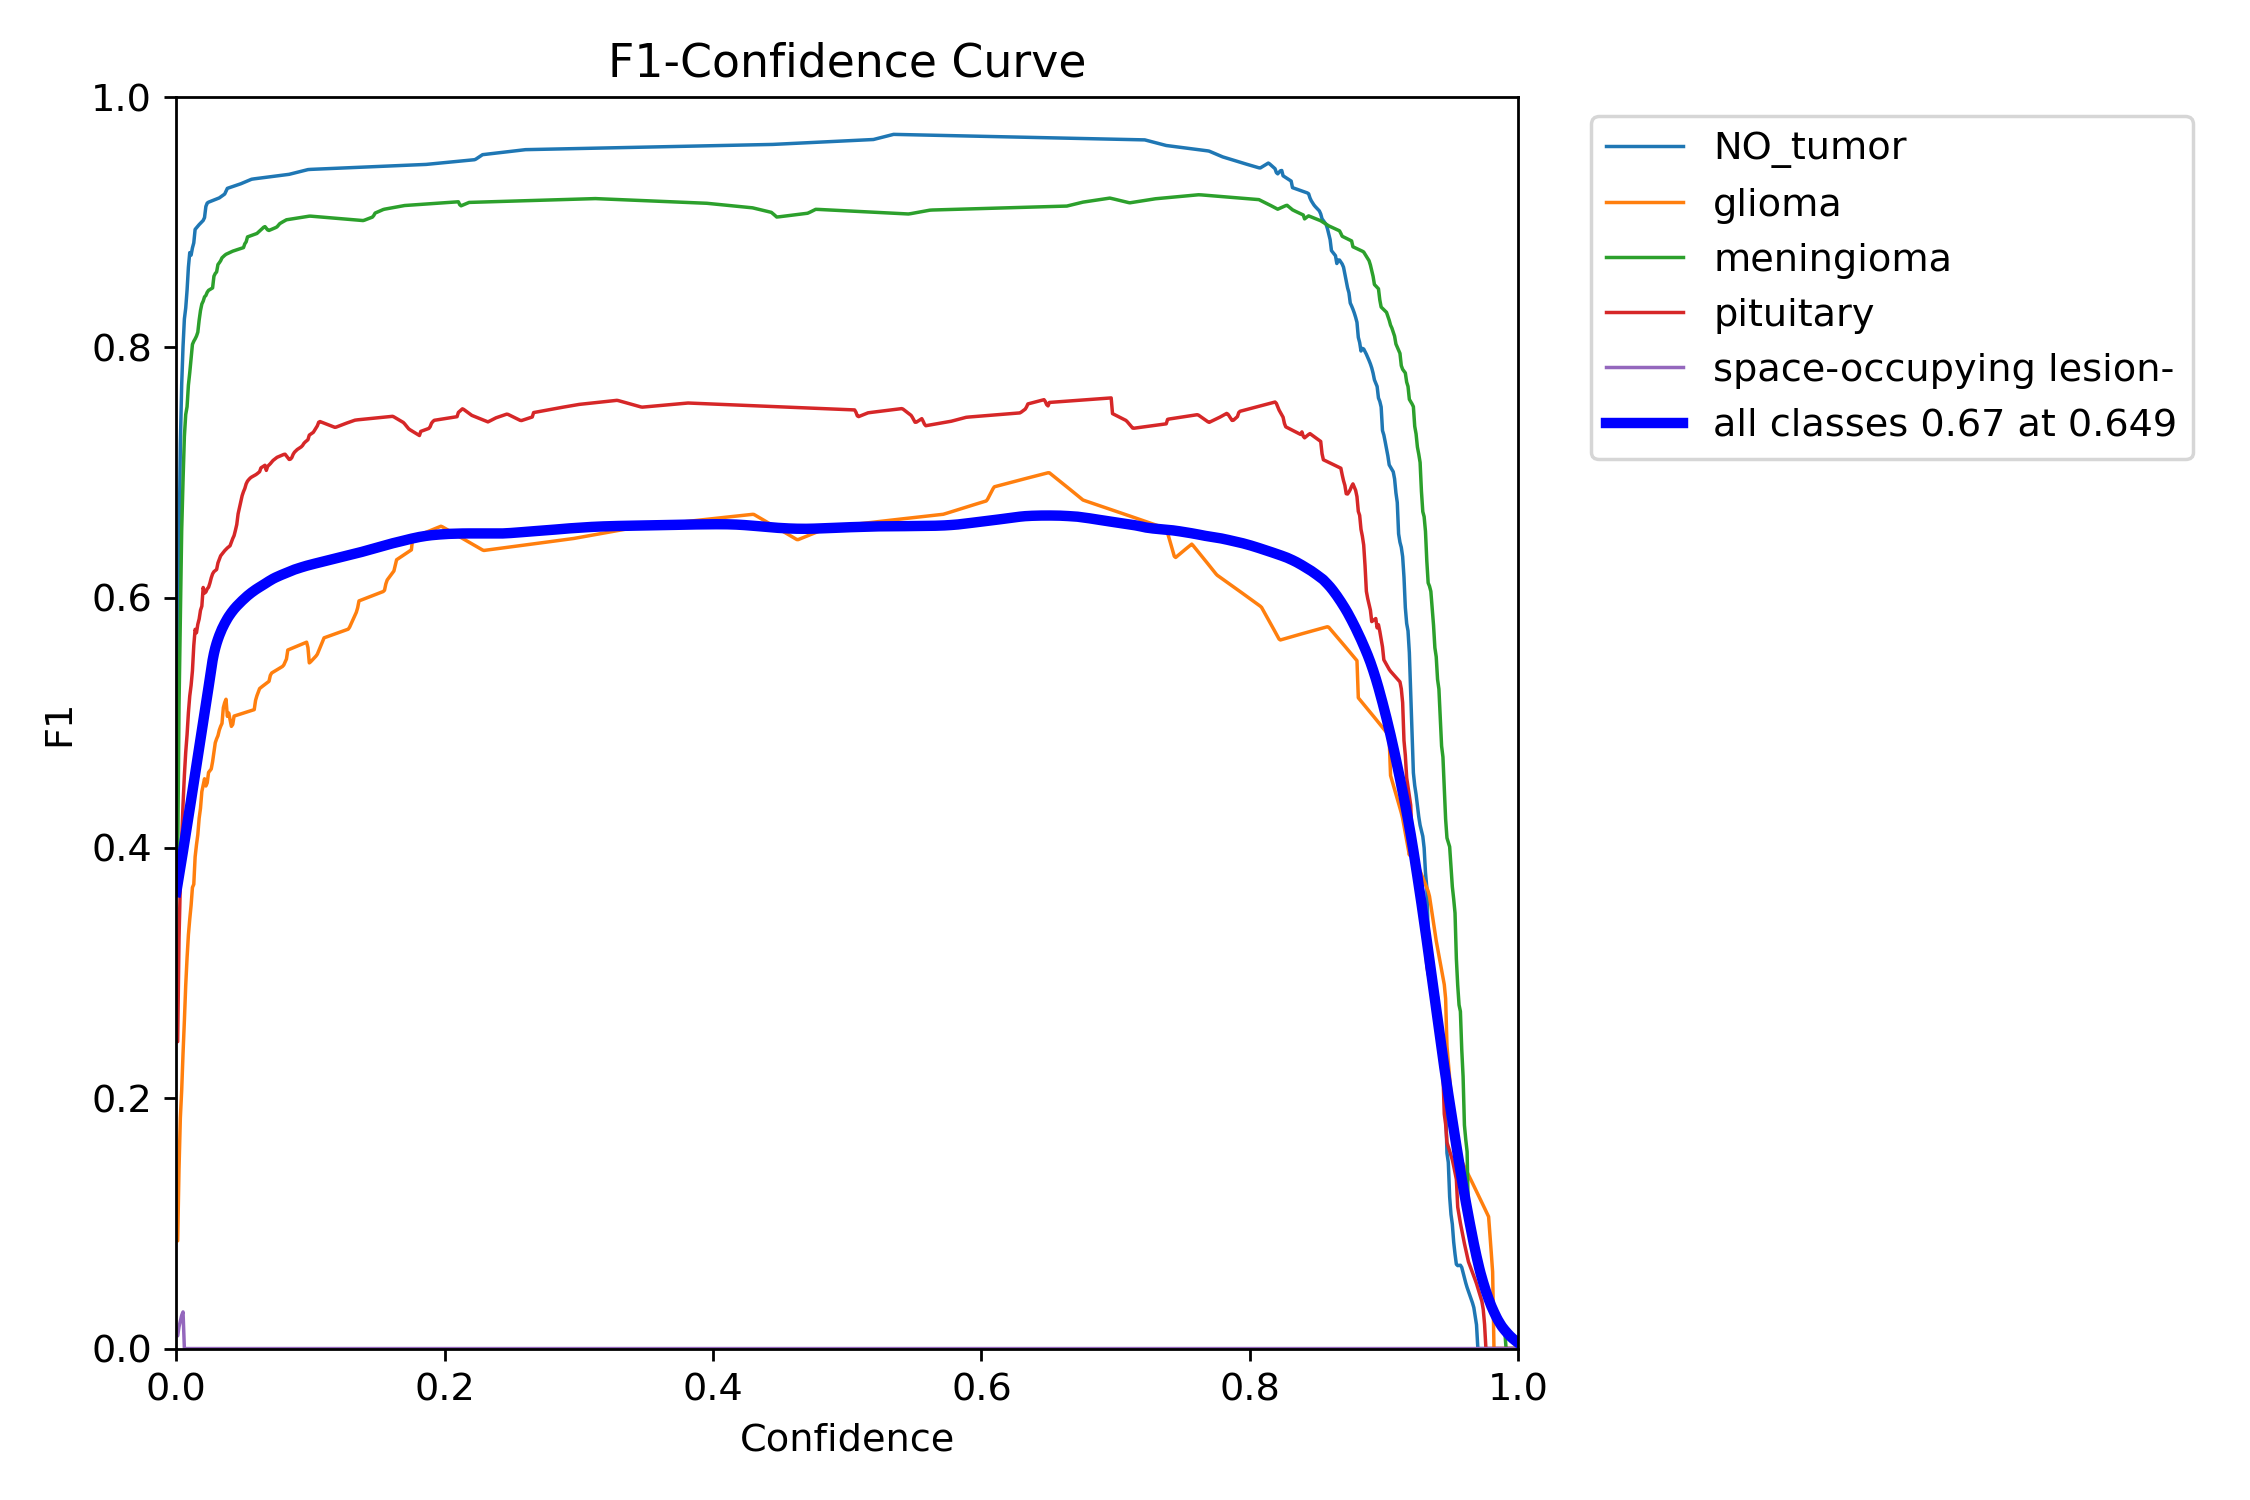 F1-Confidence Curve
1.0
0.8
0.6
0.4
0.2
0.0
F1
0.0 0.2 0.4 0.6 0.8 1.0
Confidence
NO_tumor
glioma
meningioma
pituitary
space-occupying lesion-
all classes 0.67 at 0.649